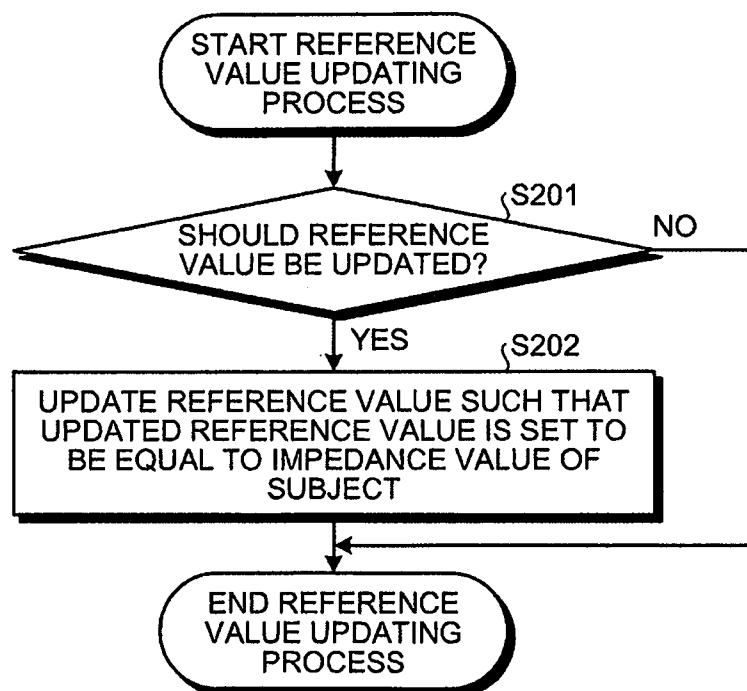 START REFERENCE
VALUE UPDATING
PROCESS
S201
SHOULD REFERENCE
VALUE BE UPDATED?
NO
YES
S202
UPDATE REFERENCE VALUE SUCH THAT
UPDATED REFERENCE VALUE IS SET TO
BE EQUAL TO IMPEDANCE VALUE OF
SUBJECT
END REFERENCE
VALUE UPDATING
PROCESS